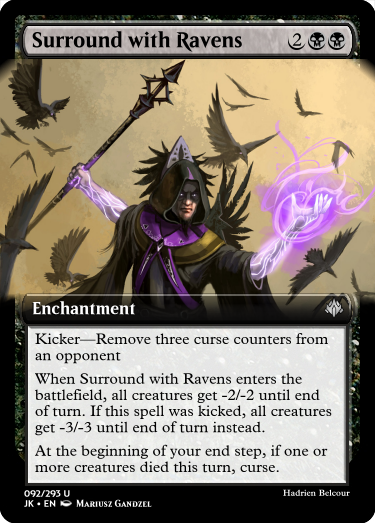 Surround with Ravens 2
Enchantment
Kicker—Remove three curse counters from
an opponent
When Surround with Ravens enters the
battlefield, all creatures get -2/-2 until end
of turn. If this spell was kicked, all creatures
get -3/-3 until end of turn instead.
At the beginning of your end step, if one or
more creatures died this turn, curse.
092/293 U
JK • EN Mariusz Gandzel
Hadrien Belcour